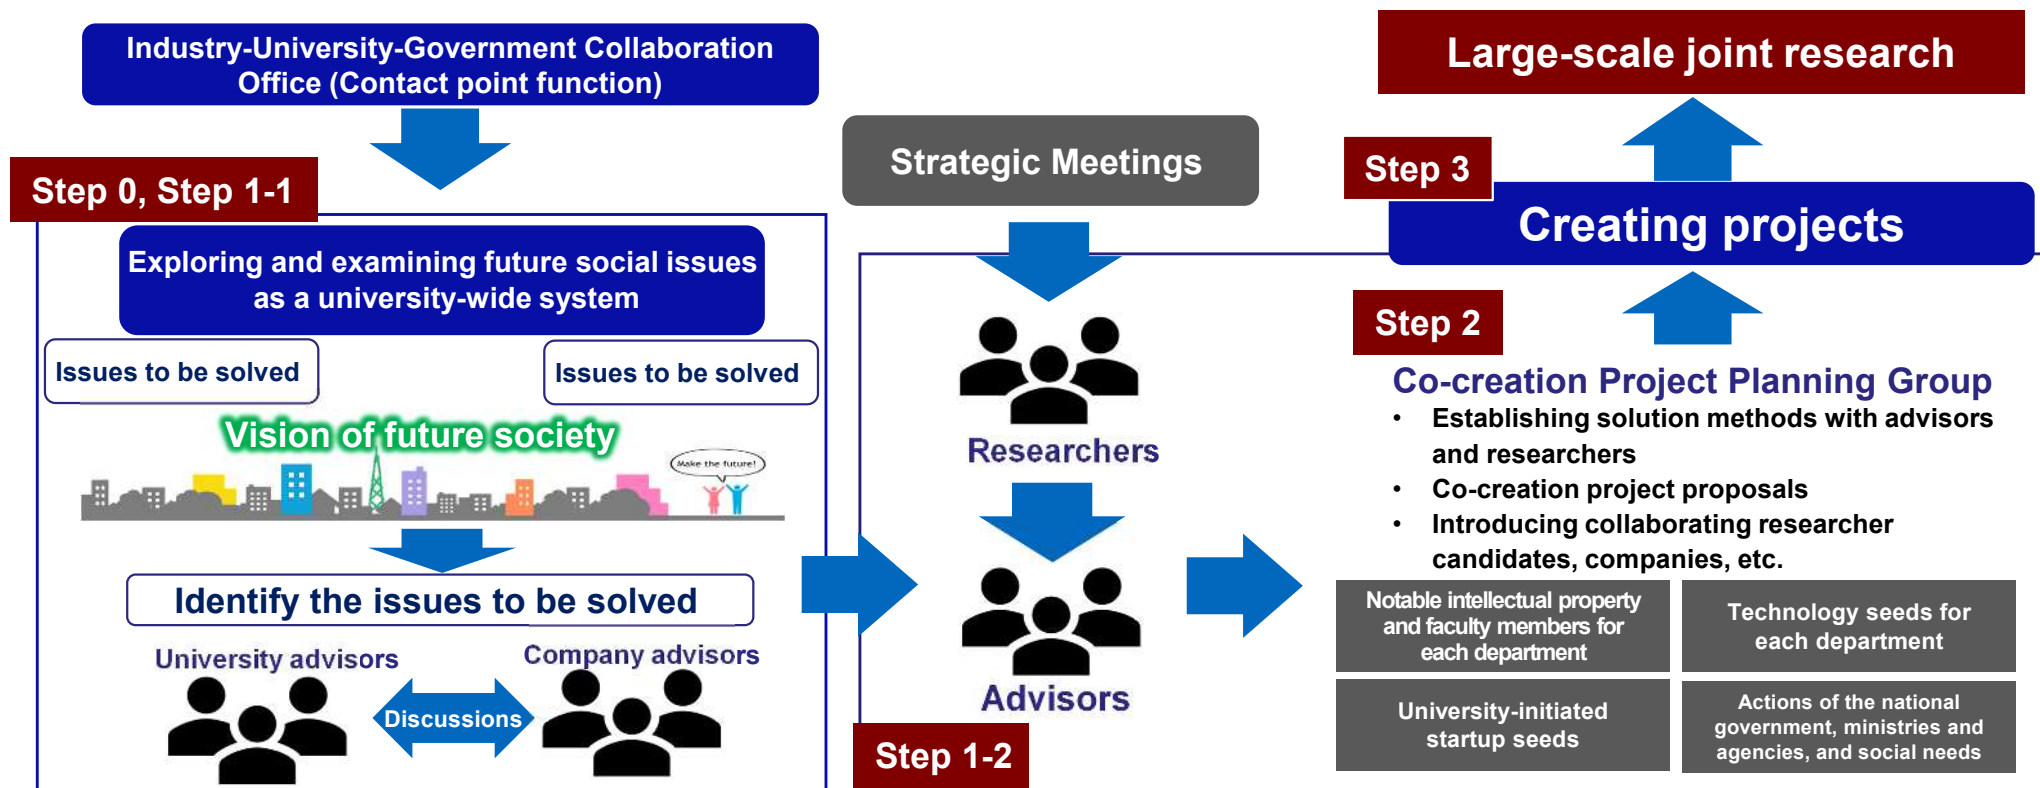 Industry-University-Government Collaboration
Office (Contact point function)
Step 0, Step 1-1
Exploring and examining future social issues
as a university-wide system
Issues to be solved
Issues to be solved
Vision of future society
Make the future!
Identify the issues to be solved
University advisors
Company advisors
Discussions
Strategic Meetings
Researchers
Advisors
Step 1-2
Large-scale joint research
Step 3
Creating projects
Step 2
Co-creation Project Planning Group
• Establishing solution methods with advisors
and researchers
• Co-creation project proposals
• Introducing collaborating researcher
candidates, companies, etc.
Notable intellectual property
and faculty members for
each department
Technology seeds for
each department
University-initiated
startup seeds
Actions of the national
government, ministries and
agencies, and social needs